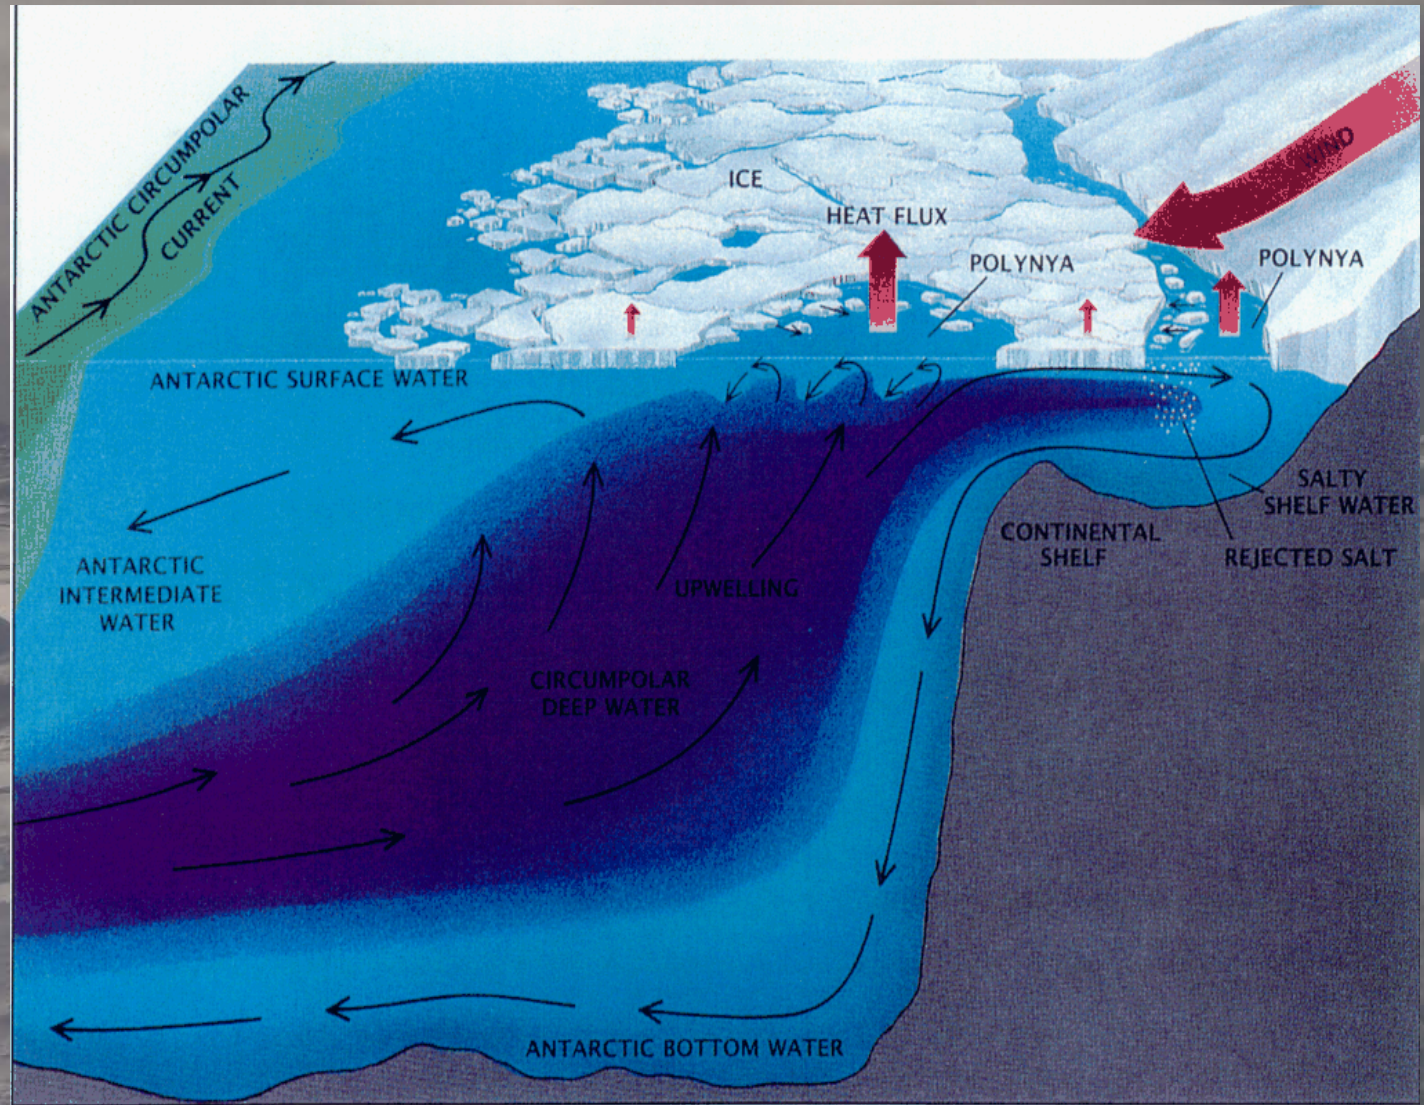 ANTARCTIC CIRCUMPOLAR
CURRENT
ICE
HEAT FLUX
WIND
POLYNYA
POLYNYA
ANTARCTIC SURFACE WATER
SALTY
SHELF WATER
CONTINENTAL
SHELF
REJECTED SALT
ANTARCTIC
INTERMEDIATE
WATER
UPWELLING
CIRCUMPOLAR
DEEP WATER
ANTARCTIC BOTTOM WATER